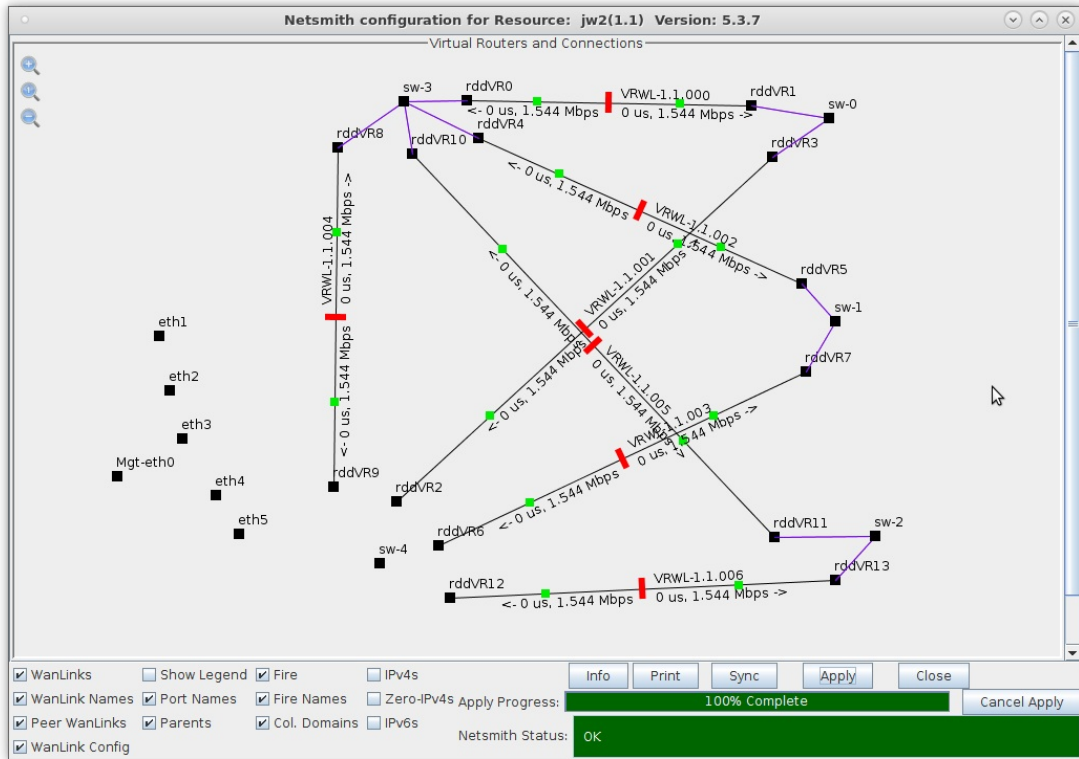 Netsmith configuration for Resource:  jw2(1.1)  Version: 5.3.7
Virtual Routers and Connections
sw-3
rddVR0
VRWL-1.1.000
<- 0 us, 1.544 Mbps
0 us, 1.544 Mbps ->
rddVR1
sw-0
rddVR8
rddVR10
rddVR4
rddVR3
<- 0 us, 1.544 Mbps
VRWL-1.1.002
0 us, 1.544 Mbps ->
rddVR5
VRWL-1.1.004
0 us, 1.544 Mbps ->
<- 0 us, 1.544 Mbps
VRWL-1.1.001
0 us, 1.544 Mbps
<- 0 us, 1.544 Mbps
sw-1
eth1
<- 0 us, 1.544 Mbps
VRWL-1.1.005
0 us, 1.544 Mbps
rddVR7
eth2
VRWL-1.1.003
0 us, 1.544 Mbps ->
<- 0 us, 1.544 Mbps
eth3
Mgt-eth0
rddVR9
rddVR2
eth4
eth5
rddVR6
rddVR11
sw-2
sw-4
rddVR12
VRWL-1.1.006
rddVR13
<- 0 us, 1.544 Mbps
0 us, 1.544 Mbps ->
WanLinks
Show Legend
Fire
IPv4s
Info
Print
Sync
Apply
Close
WanLink Names
Port Names
Fire Names
Zero-IPv4s
Apply Progress:
100% Complete
Cancel Apply
Peer WanLinks
Parents
Col. Domains
IPv6s
Netsmith Status:
OK
WanLink Config